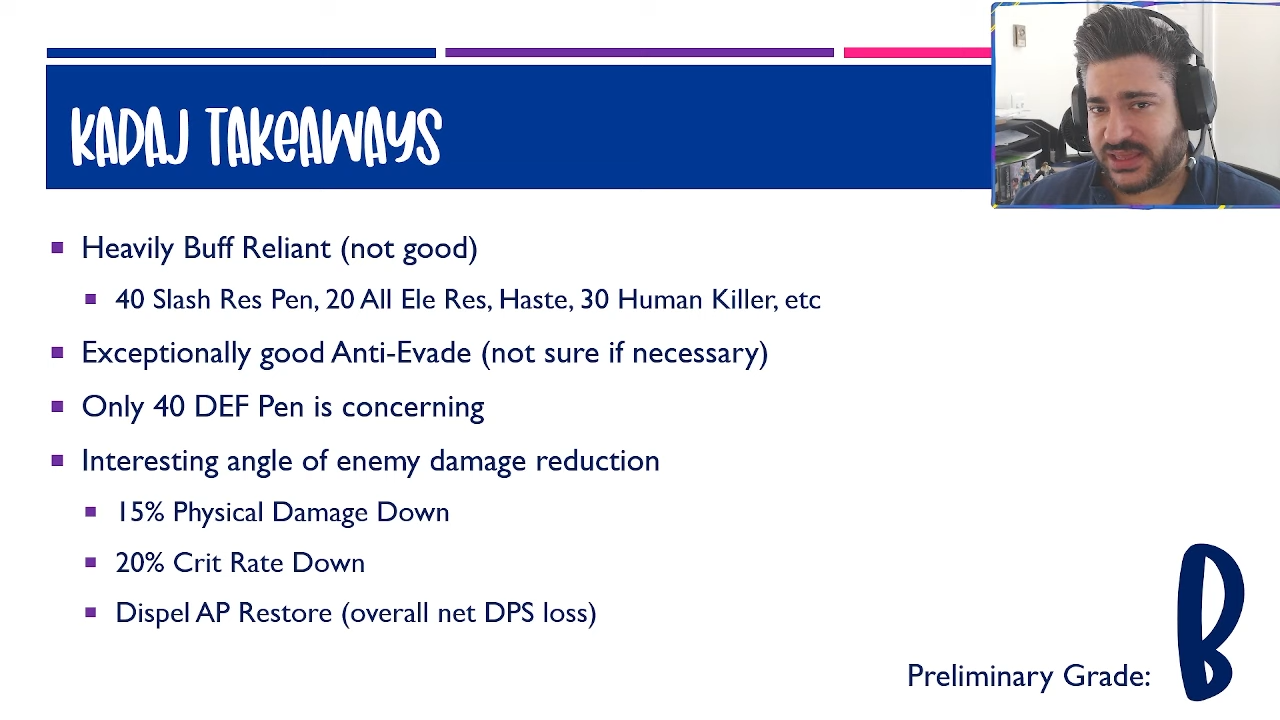 KADAJ TAKEAWAYS
Heavily Buff Reliant (not good)
40 Slash Res Pen, 20 All Ele Res, Haste, 30 Human Killer, etc
Exceptionally good Anti-Evade (not sure if necessary)
Only 40 DEF Pen is concerning
Interesting angle of enemy damage reduction
15% Physical Damage Down
20% Crit Rate Down
Dispel AP Restore (overall net DPS loss)
Preliminary Grade: B